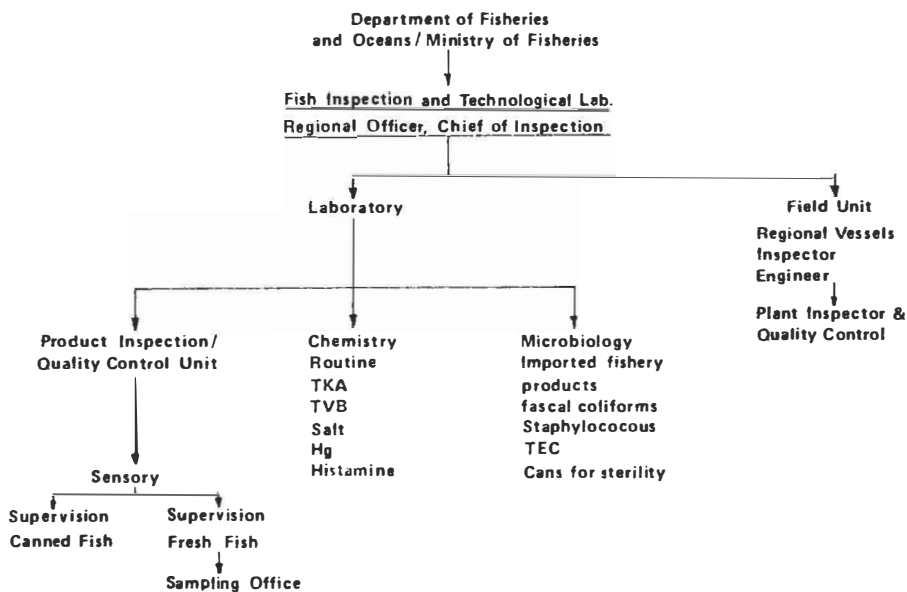 Department of Fisheries
and Oceans/Ministry of Fisheries
Fish Inspection and Technological Lab.
Regional Officer, Chief of Inspection
Laboratory
Field Unit
Regional Vessels
Inspector
Engineer
Plant Inspector &
Quality Control
Product Inspection/
Quality Control Unit
Chemistry
Routine
TKA
TVB
Salt
Hg
Histamine
Microbiology
Imported fishery
products
fascal coliforms
Staphylococous
TEC
Cans for sterility
Sensory
Supervision
Canned Fish
Supervision
Fresh Fish
Sampling Office